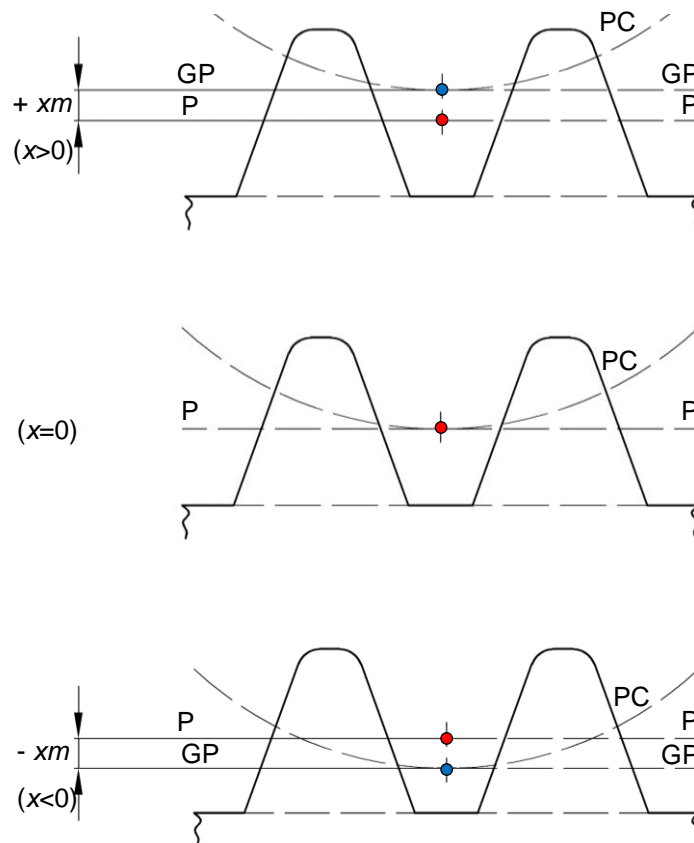 PC
GP GP
+ xm P P
(x>0)
PC
P P
(x=0)
PC
P P
- xm GP GP
(x<0)